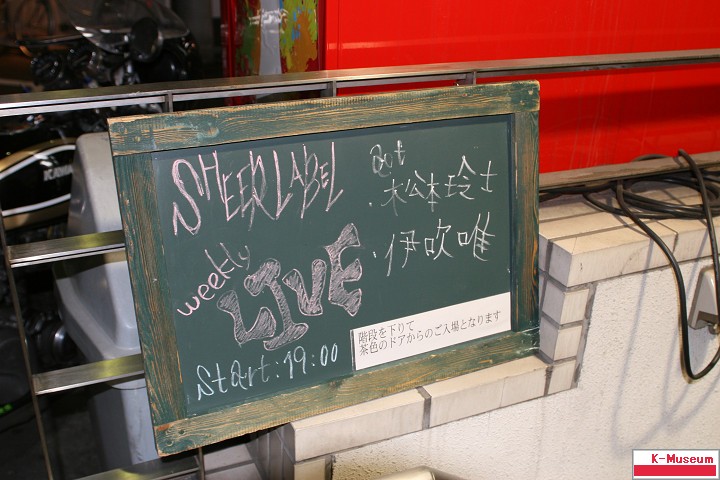 SHEER LABEL
weekly
LIVE
Start:19:00
act
・松本玲士
・伊吹唯
階段を下りて
茶色のドアからのご入場となります
KAWA
K-Museum